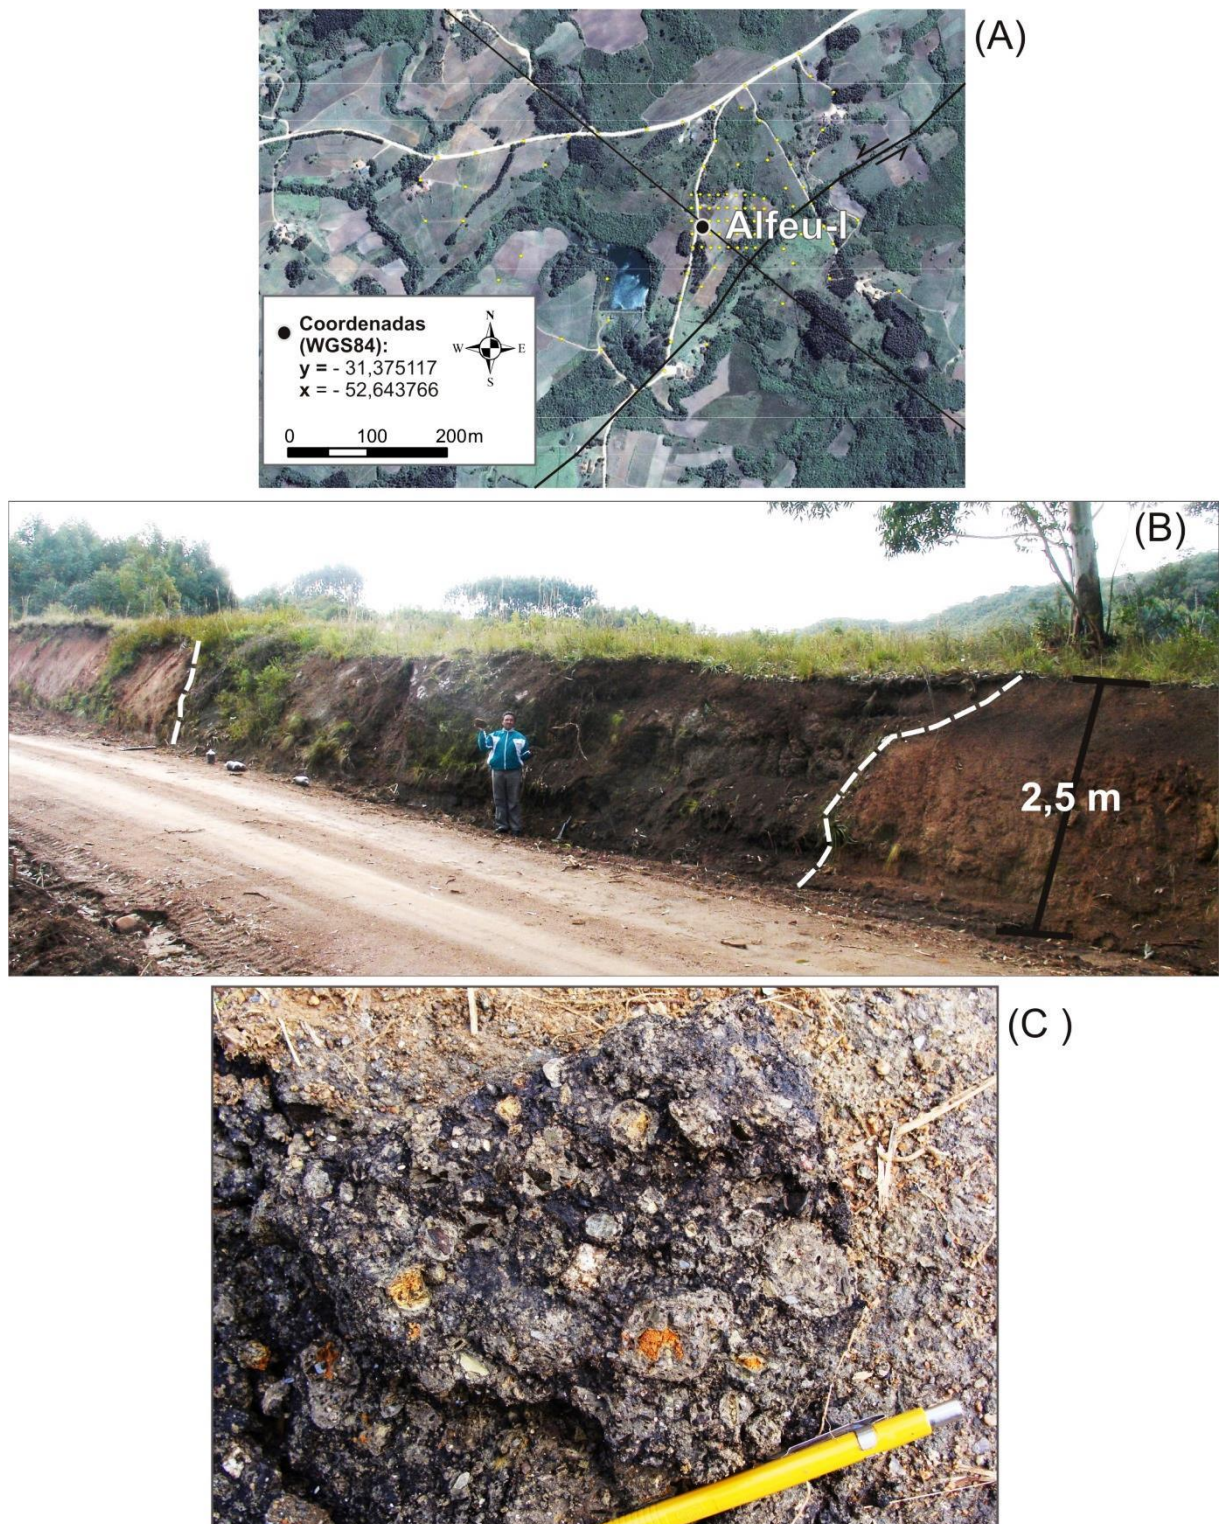 (A)
Alfeu-I
Coordenadas
(WGS84):
y = - 31,375117
x = - 52,643766
N
W E
S
0 100 200m
(B)
2,5 m
(C )